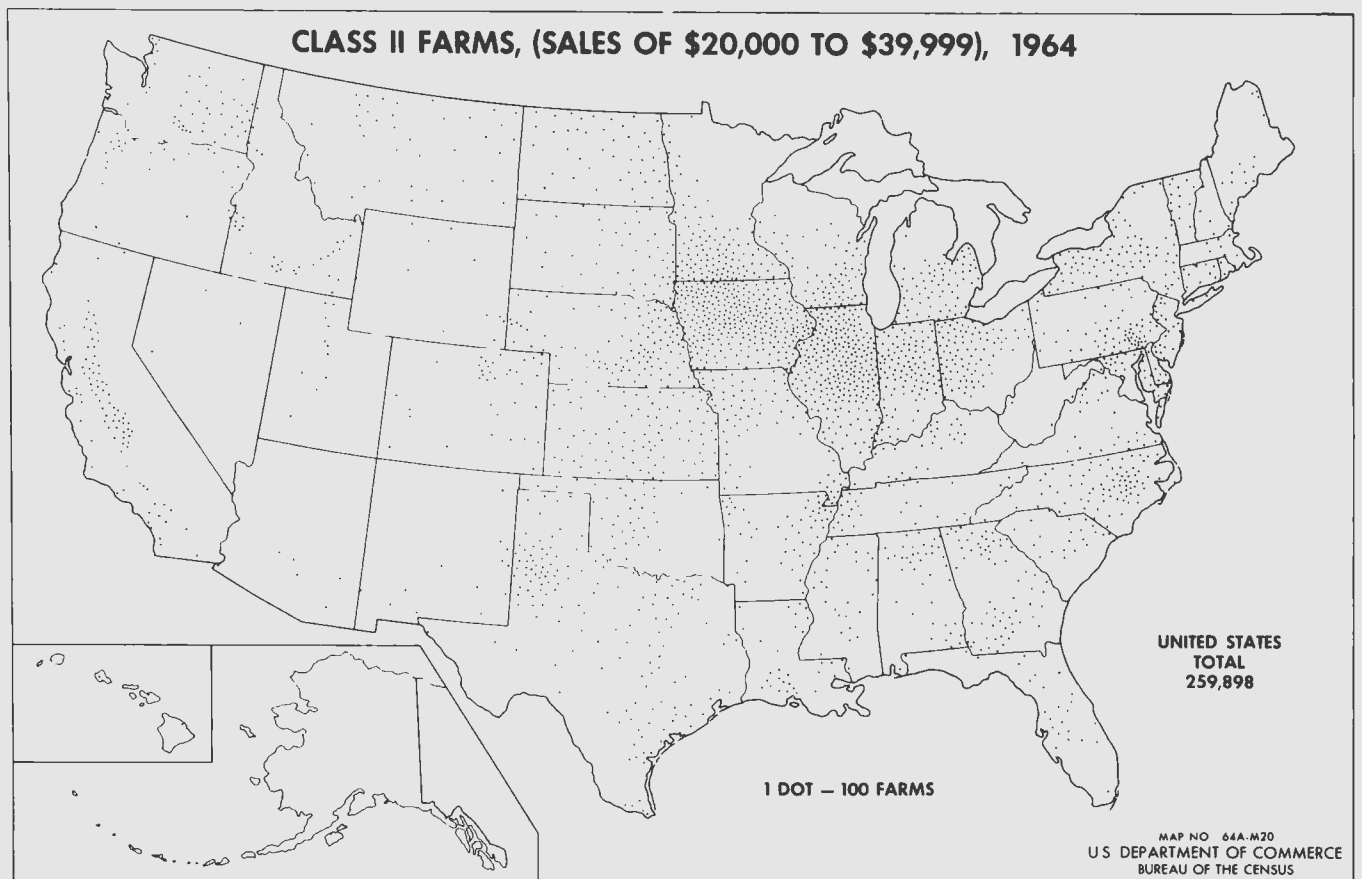 CLASS II FARMS, (SALES OF $20,000 TO $39,999), 1964
UNITED STATES
TOTAL
259,898
1 DOT — 100 FARMS
MAP NO 64A-M20
U S DEPARTMENT OF COMMERCE
BUREAU OF THE CENSUS